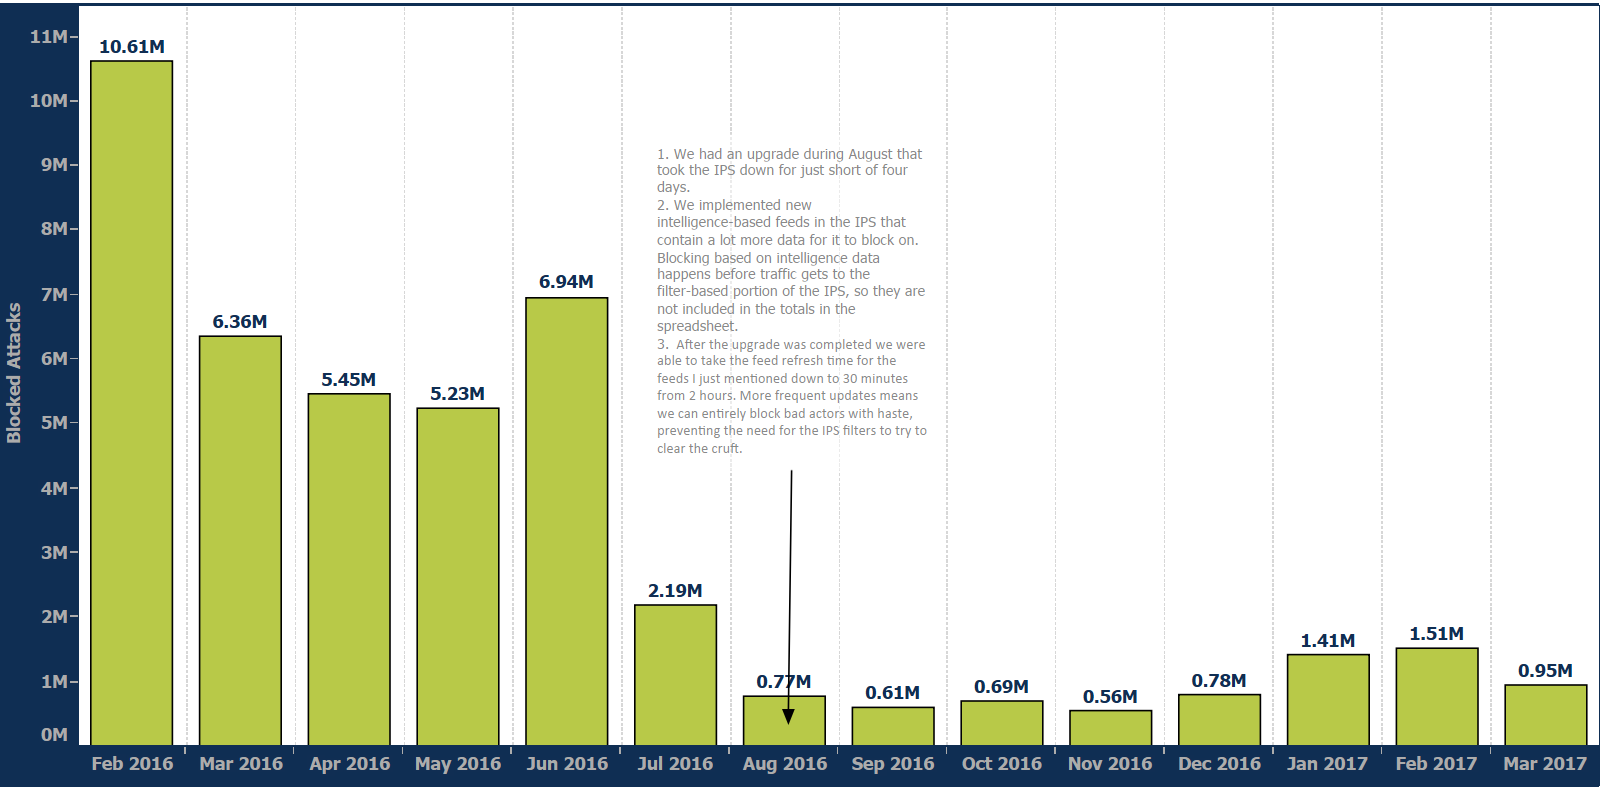 Blocked Attacks
11M
10M
9M
8M
7M
6M
5M
4M
3M
2M
1M
0M
10.61M
6.36M
5.45M
5.23M
6.94M
2.19M
0.77M
0.61M
0.69M
0.56M
0.78M
1.41M
1.51M
0.95M
1. We had an upgrade during August that
took the IPS down for just short of four
days.
2. We implemented new
intelligence-based feeds in the IPS that
contain a lot more data for it to block on.
Blocking based on intelligence data
happens before traffic gets to the
filter-based portion of the IPS, so they are
not included in the totals in the
spreadsheet.
3.  After the upgrade was completed we were
able to take the feed refresh time for the
feeds I just mentioned down to 30 minutes
from 2 hours. More frequent updates means
we can entirely block bad actors with haste,
preventing the need for the IPS filters to try to
clear the cruft.
Feb 2016
Mar 2016
Apr 2016
May 2016
Jun 2016
Jul 2016
Aug 2016
Sep 2016
Oct 2016
Nov 2016
Dec 2016
Jan 2017
Feb 2017
Mar 2017